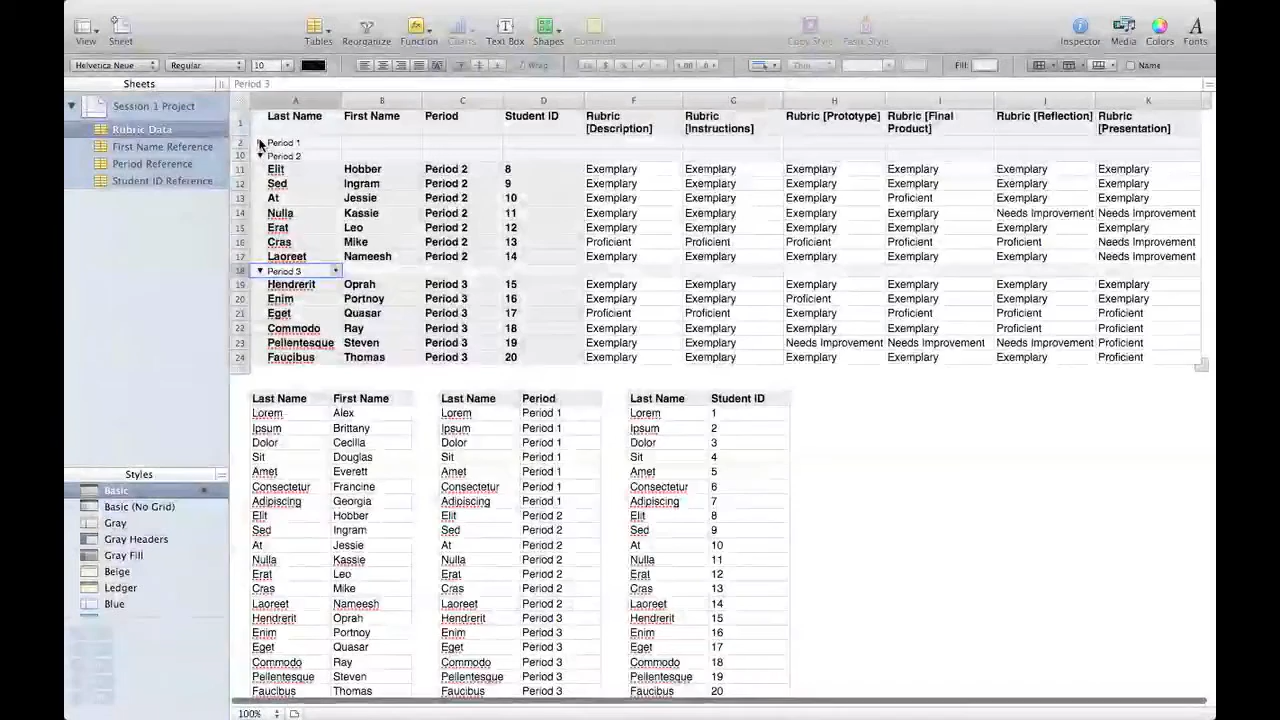 View Sheet Tables Reorganize Function Charts Text Box Shapes Comment Copy Style Paste Style Inspector Media Colors Fonts
Helvetica Neue Regular 10 Wrap Thin Fill: Name
Sheets Period 3
Session 1 Project
Rubric Data
First Name Reference
Period Reference
Student ID Reference
A B C D F G H I J K
1 Last Name First Name Period Student ID Rubric [Description] Rubric [Instructions] Rubric [Prototype] Rubric [Final Product] Rubric [Reflection] Rubric [Presentation]
2 Period 1
10 Period 2
11 Elit Hobber Period 2 8 Exemplary Exemplary Exemplary Exemplary Exemplary Exemplary
12 Sed Ingram Period 2 9 Exemplary Exemplary Exemplary Exemplary Exemplary Exemplary
13 At Jessie Period 2 10 Exemplary Exemplary Exemplary Proficient Exemplary Exemplary
14 Nulla Kassie Period 2 11 Exemplary Exemplary Exemplary Exemplary Needs Improvement Needs Improvement
15 Erat Leo Period 2 12 Exemplary Exemplary Exemplary Exemplary Exemplary Exemplary
16 Cras Mike Period 2 13 Proficient Proficient Proficient Proficient Proficient Needs Improvement
17 Laoreet Nameesh Period 2 14 Exemplary Exemplary Exemplary Exemplary Exemplary Needs Improvement
18 Period 3
19 Hendrerit Oprah Period 3 15 Exemplary Exemplary Exemplary Exemplary Exemplary Exemplary
20 Enim Portnoy Period 3 16 Exemplary Exemplary Proficient Exemplary Exemplary Exemplary
21 Eget Quasar Period 3 17 Proficient Proficient Exemplary Proficient Proficient Proficient
22 Commodo Ray Period 3 18 Exemplary Exemplary Exemplary Exemplary Proficient Proficient
23 Pellentesque Steven Period 3 19 Exemplary Exemplary Needs Improvement Needs Improvement Needs Improvement Proficient
24 Faucibus Thomas Period 3 20 Exemplary Exemplary Exemplary Exemplary Exemplary Proficient
Last Name First Name Last Name Period Last Name Student ID
Lorem Alex Lorem Period 1 Lorem 1
Ipsum Brittany Ipsum Period 1 Ipsum 2
Dolor Cecilia Dolor Period 1 Dolor 3
Sit Douglas Sit Period 1 Sit 4
Amet Everett Amet Period 1 Amet 5
Consectetur Francine Consectetur Period 1 Consectetur 6
Adipiscing Georgia Adipiscing Period 1 Adipiscing 7
Elit Hobber Elit Period 2 Elit 8
Sed Ingram Sed Period 2 Sed 9
At Jessie At Period 2 At 10
Nulla Kassie Nulla Period 2 Nulla 11
Erat Leo Erat Period 2 Erat 12
Cras Mike Cras Period 2 Cras 13
Laoreet Nameesh Laoreet Period 2 Laoreet 14
Hendrerit Oprah Hendrerit Period 3 Hendrerit 15
Enim Portnoy Enim Period 3 Enim 16
Eget Quasar Eget Period 3 Eget 17
Commodo Ray Commodo Period 3 Commodo 18
Pellentesque Steven Pellentesque Period 3 Pellentesque 19
Faucibus Thomas Faucibus Period 3 Faucibus 20
Styles
Basic
Basic (No Grid)
Gray
Gray Headers
Gray Fill
Beige
Ledger
Blue
100%